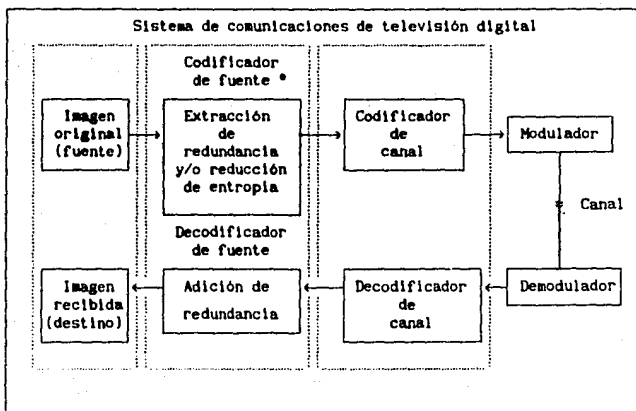 Sistema de comunicaciones de televisión digital
Codificador
de fuente *
Imagen
original
(fuente)
Extracción
de
redundancia
y/o reducción
de entropia
Codificador
de
canal
Modulador
Canal
Decodificador
de fuente
Imagen
recibida
(destino)
Adición de
redundancia
Decodificador
de
canal
Demodulador